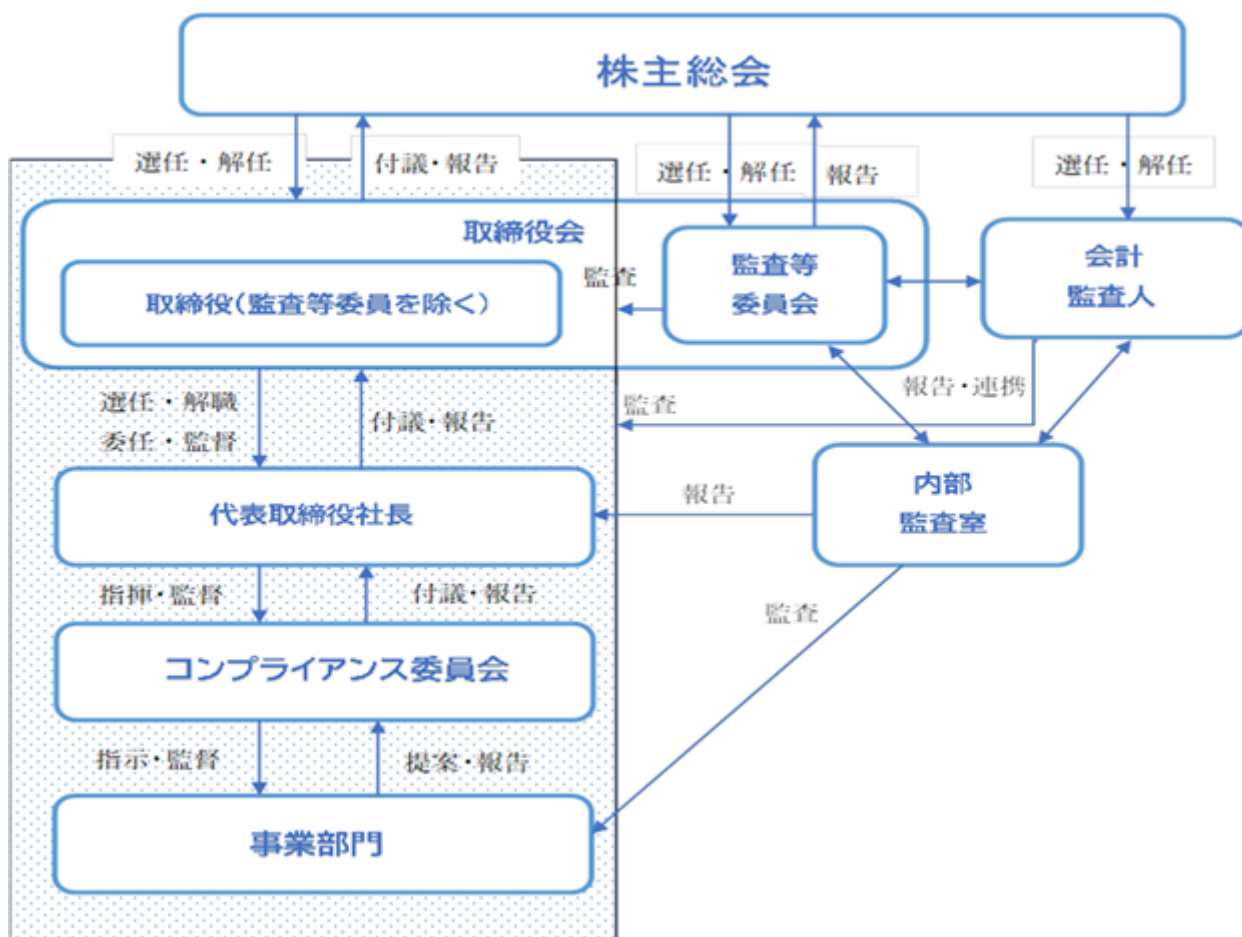 株主総会
選任・解任
付議・報告
選任・解任
報告
選任・解任
取締役会
取締役(監査等委員を除く)
監査
監査等
委員会
会計
監査人
選任・解職
委任・監督
付議・報告
監査
報告・連携
代表取締役社長
報告
内部
監査室
指揮・監督
付議・報告
監査
コンプライアンス委員会
指示・監督
提案・報告
事業部門